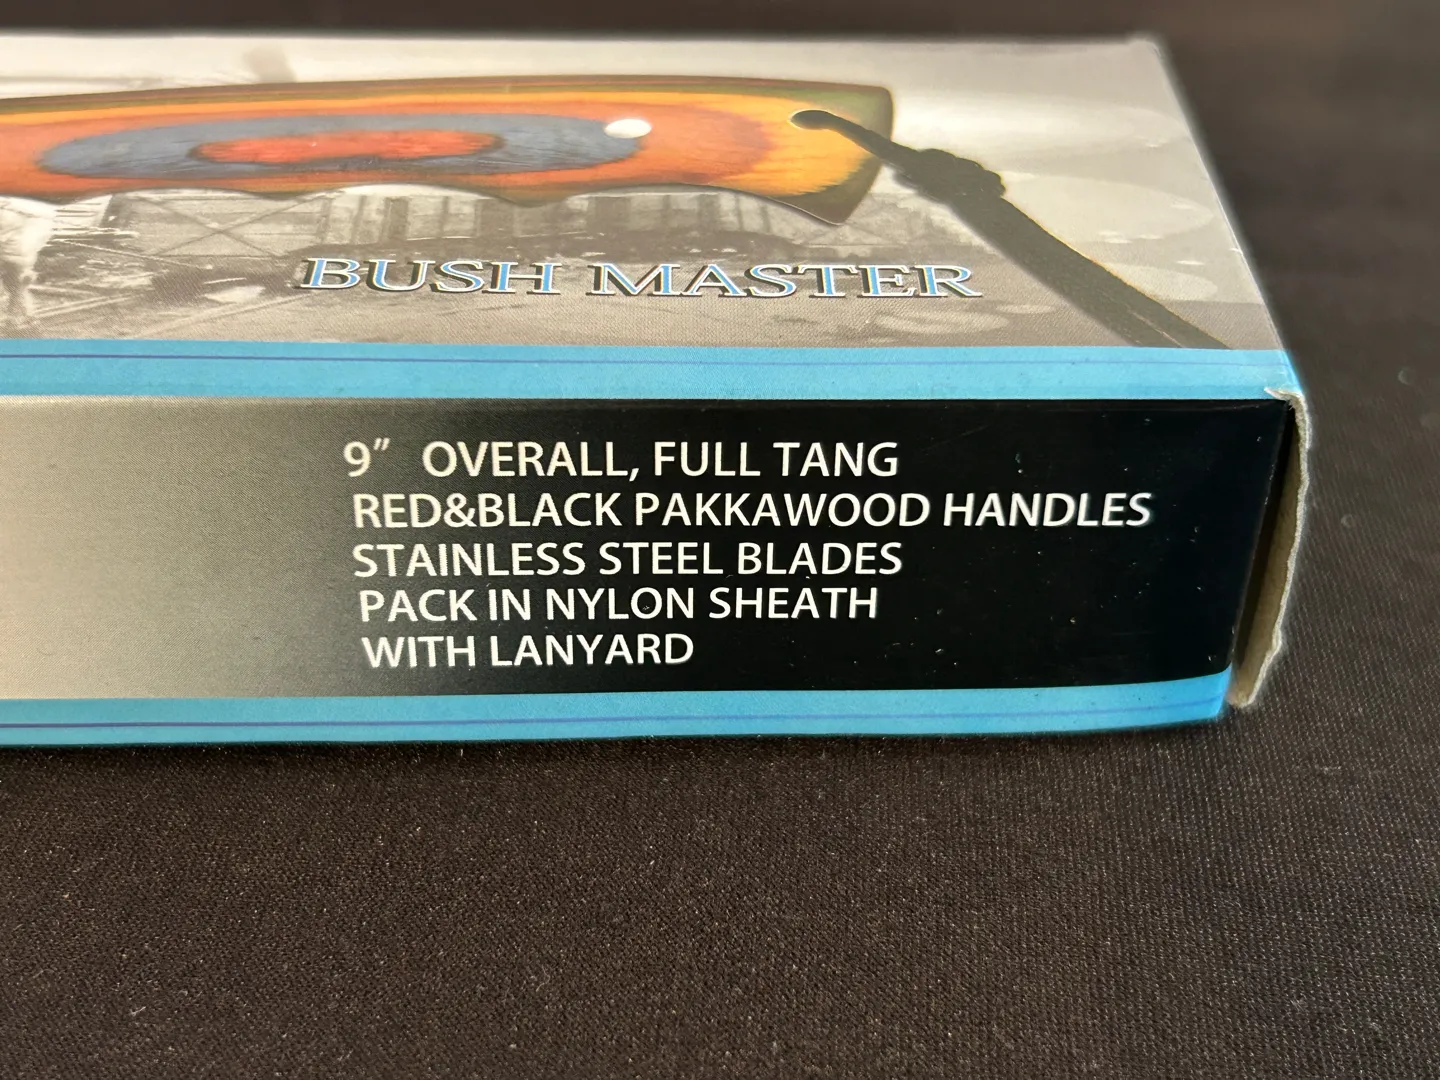 BUSH MASTER
9" OVERALL, FULL TANG
RED&BLACK PAKKAWOOD HANDLES
STAINLESS STEEL BLADES
PACK IN NYLON SHEATH
WITH LANYARD